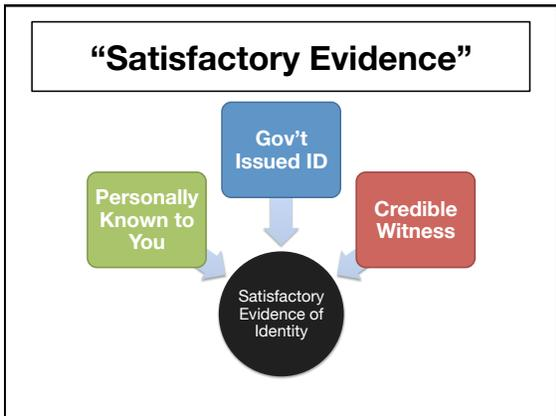 “Satisfactory Evidence”
Gov’t
Issued ID
Personally
Known to
You
Credible
Witness
Satisfactory
Evidence of
Identity